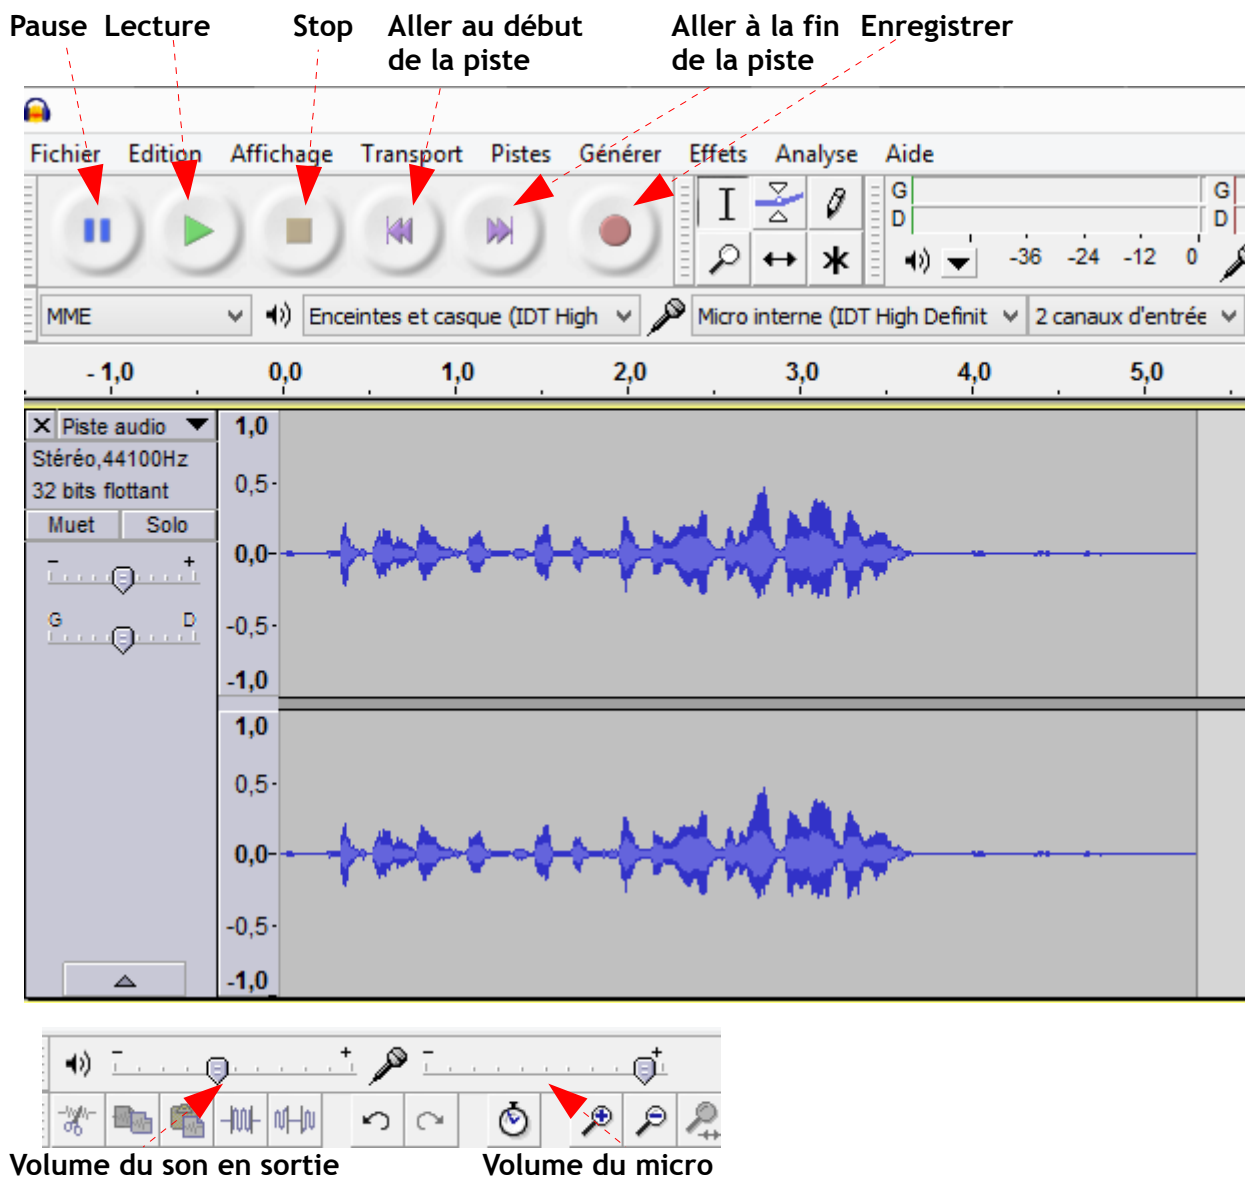 Pause Lecture Stop Aller au début Aller à la fin Enregistrer
de la piste de la piste
Fichier Edition Affichage Transport Pistes Générer Effets Analyse Aide
G G
D D
-36 -24 -12 0
MME Enceintes et casque (IDT High Micro interne (IDT High Definit 2 canaux d'entrée
-1,0 0,0 1,0 2,0 3,0 4,0 5,0
X Piste audio 1,0
Stéréo,44100Hz
32 bits flottant 0,5
Muet Solo
- + 0,0
G D -0,5
-1,0
1,0
0,5
0,0
-0,5
-1,0
- + - +
Volume du son en sortie Volume du micro